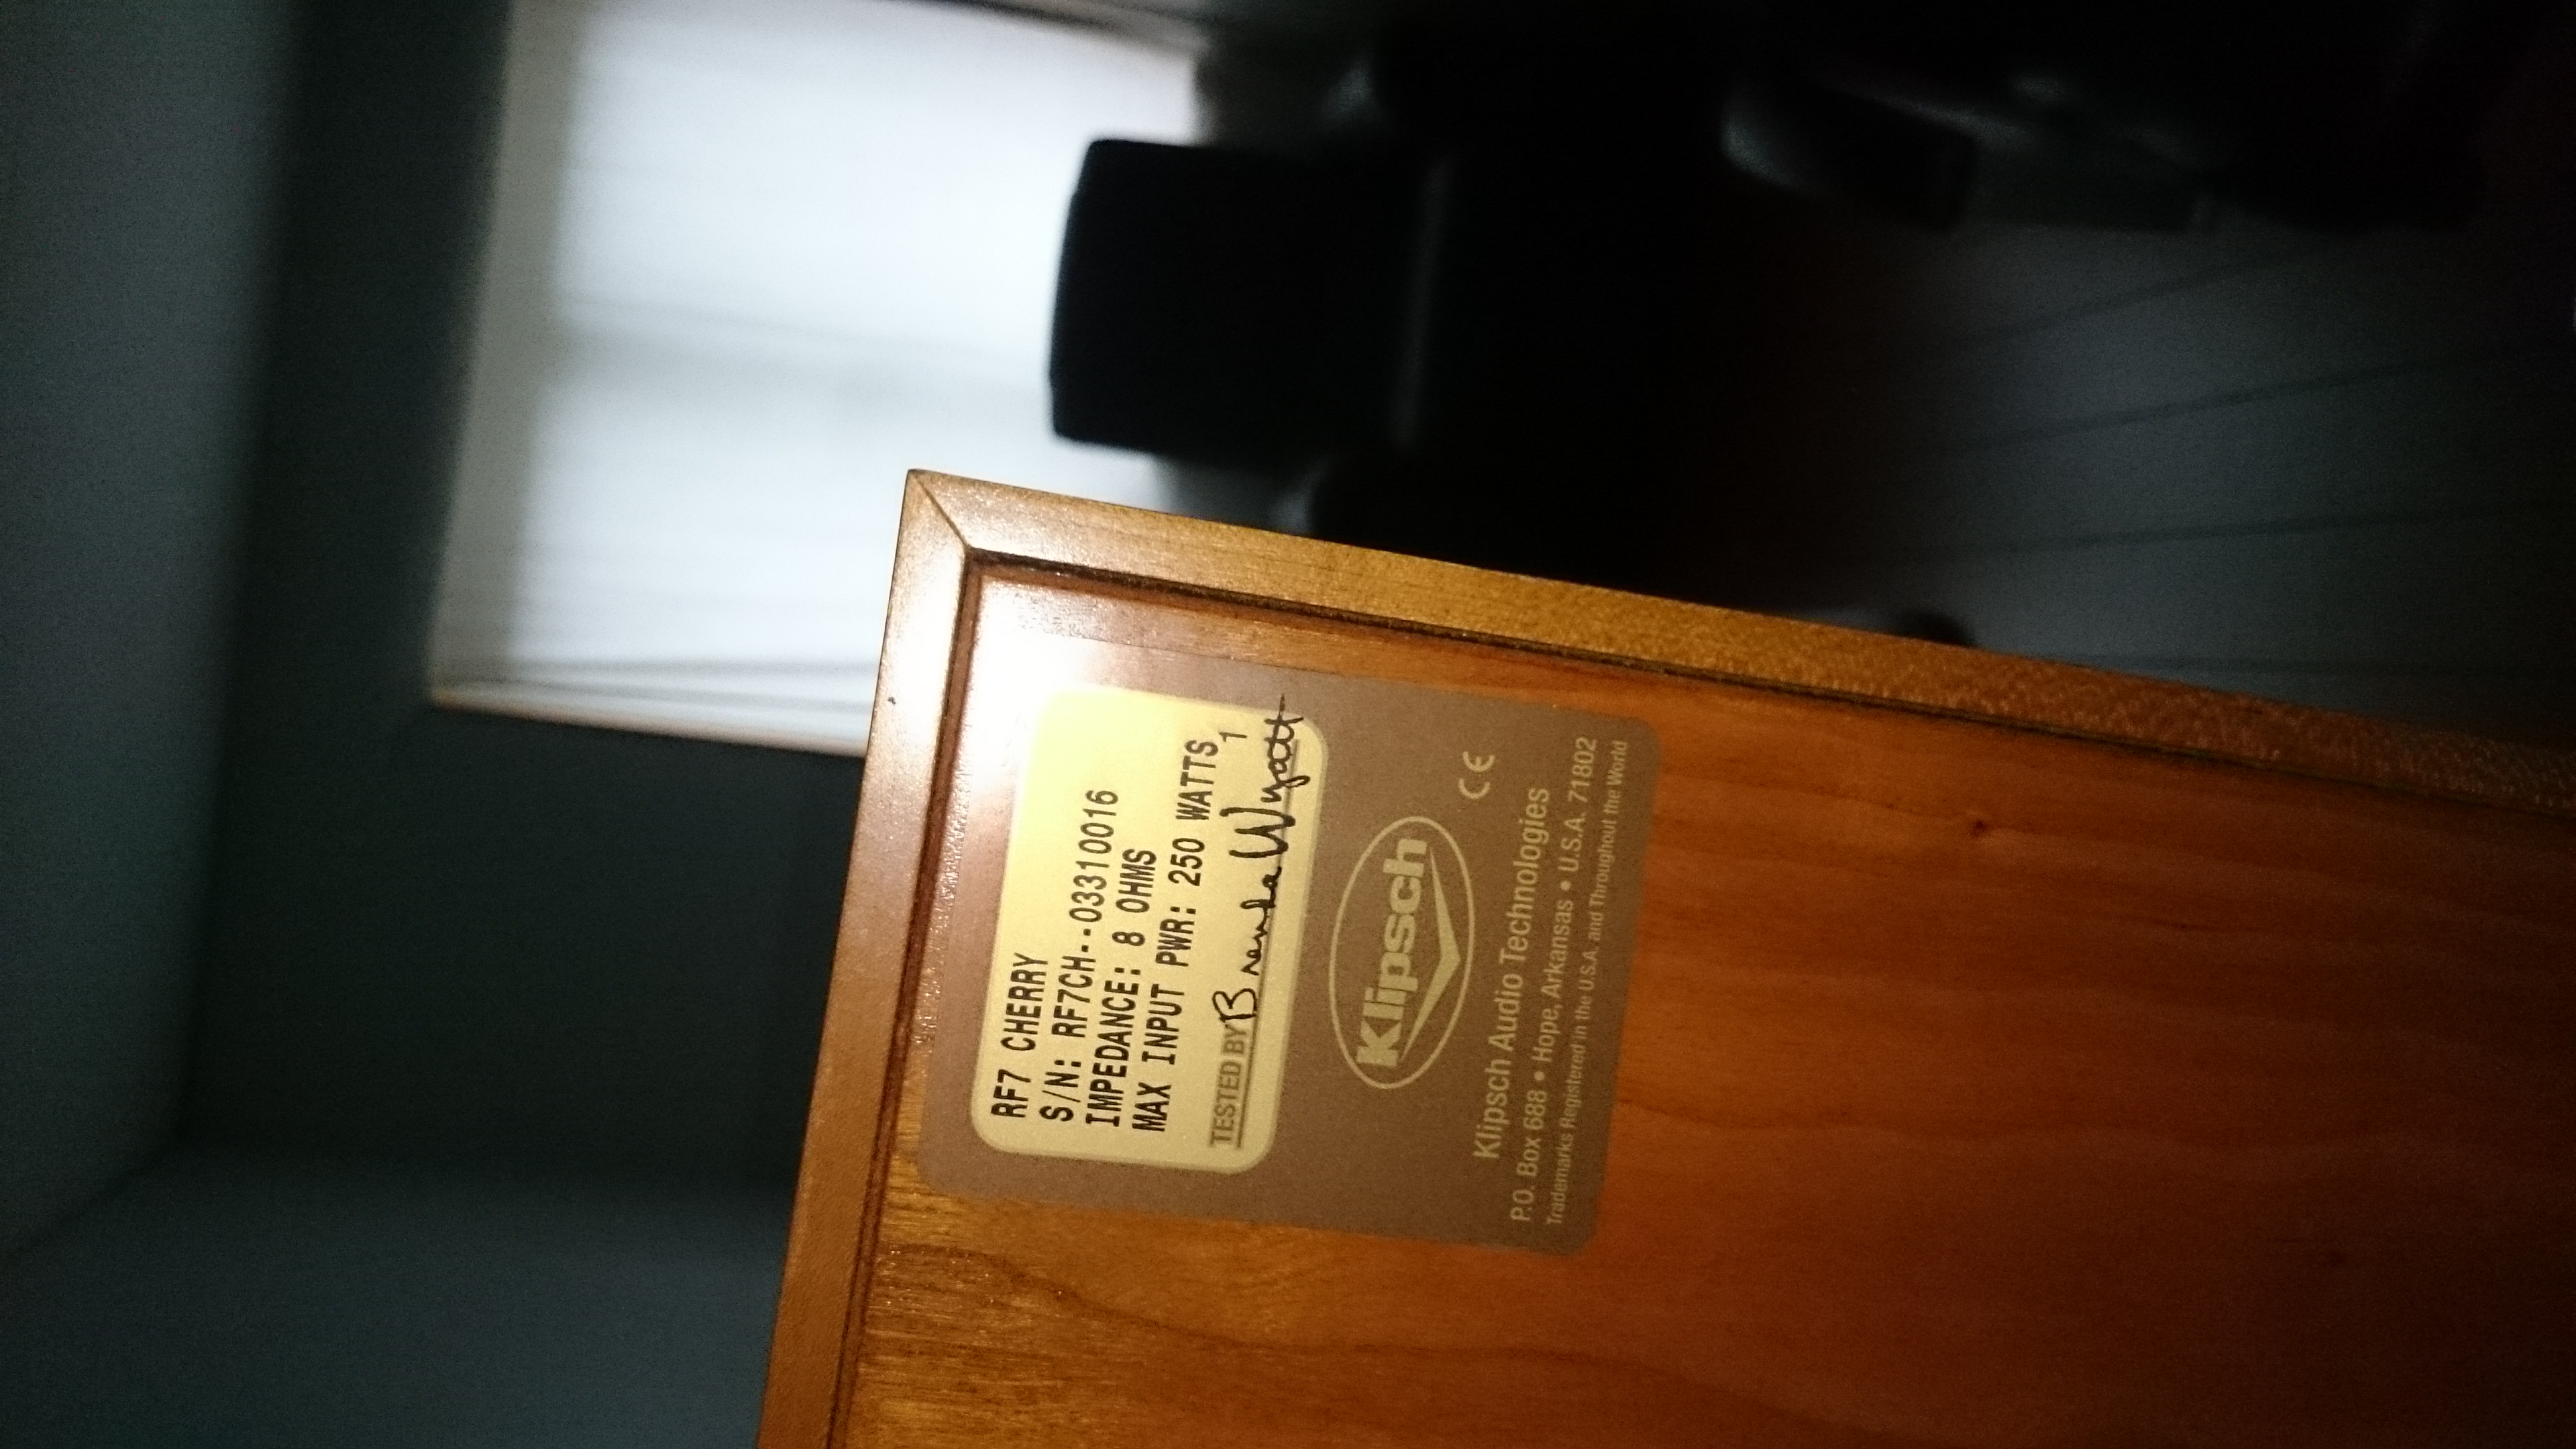 RF7 CHERRY
S/N: RF7CH--03310016
IMPEDANCE: 8 OHMS
MAX INPUT PWR: 250 WATTS
TESTED BY Brenda Wyatt
Klipsch
CE
Klipsch Audio Technologies
P.O. Box 688 • Hope, Arkansas • U.S.A. 71802
Trademarks Registered in the U.S.A. and Throughout the World